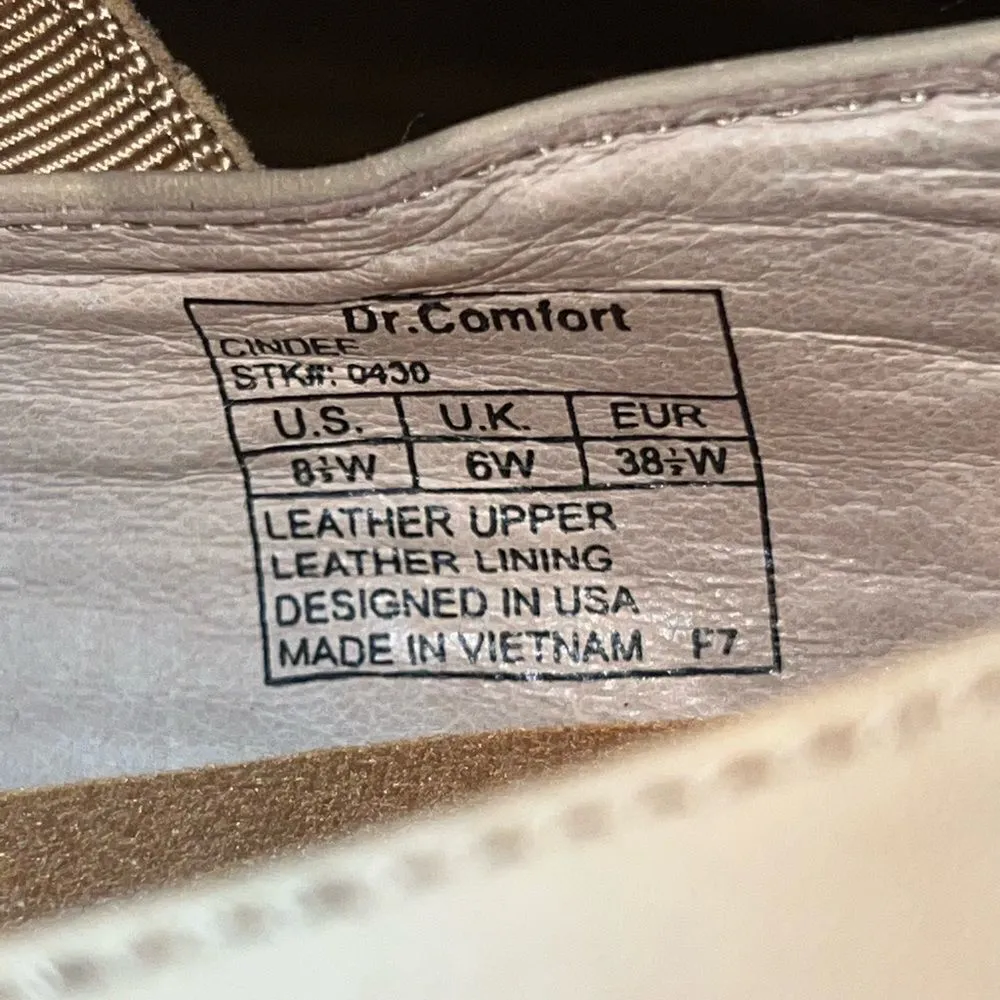 Dr.Comfort
CINDEE
STK#: 0430
U.S. U.K. EUR
8½W 6W 38½W
LEATHER UPPER
LEATHER LINING
DESIGNED IN USA
MADE IN VIETNAM F7